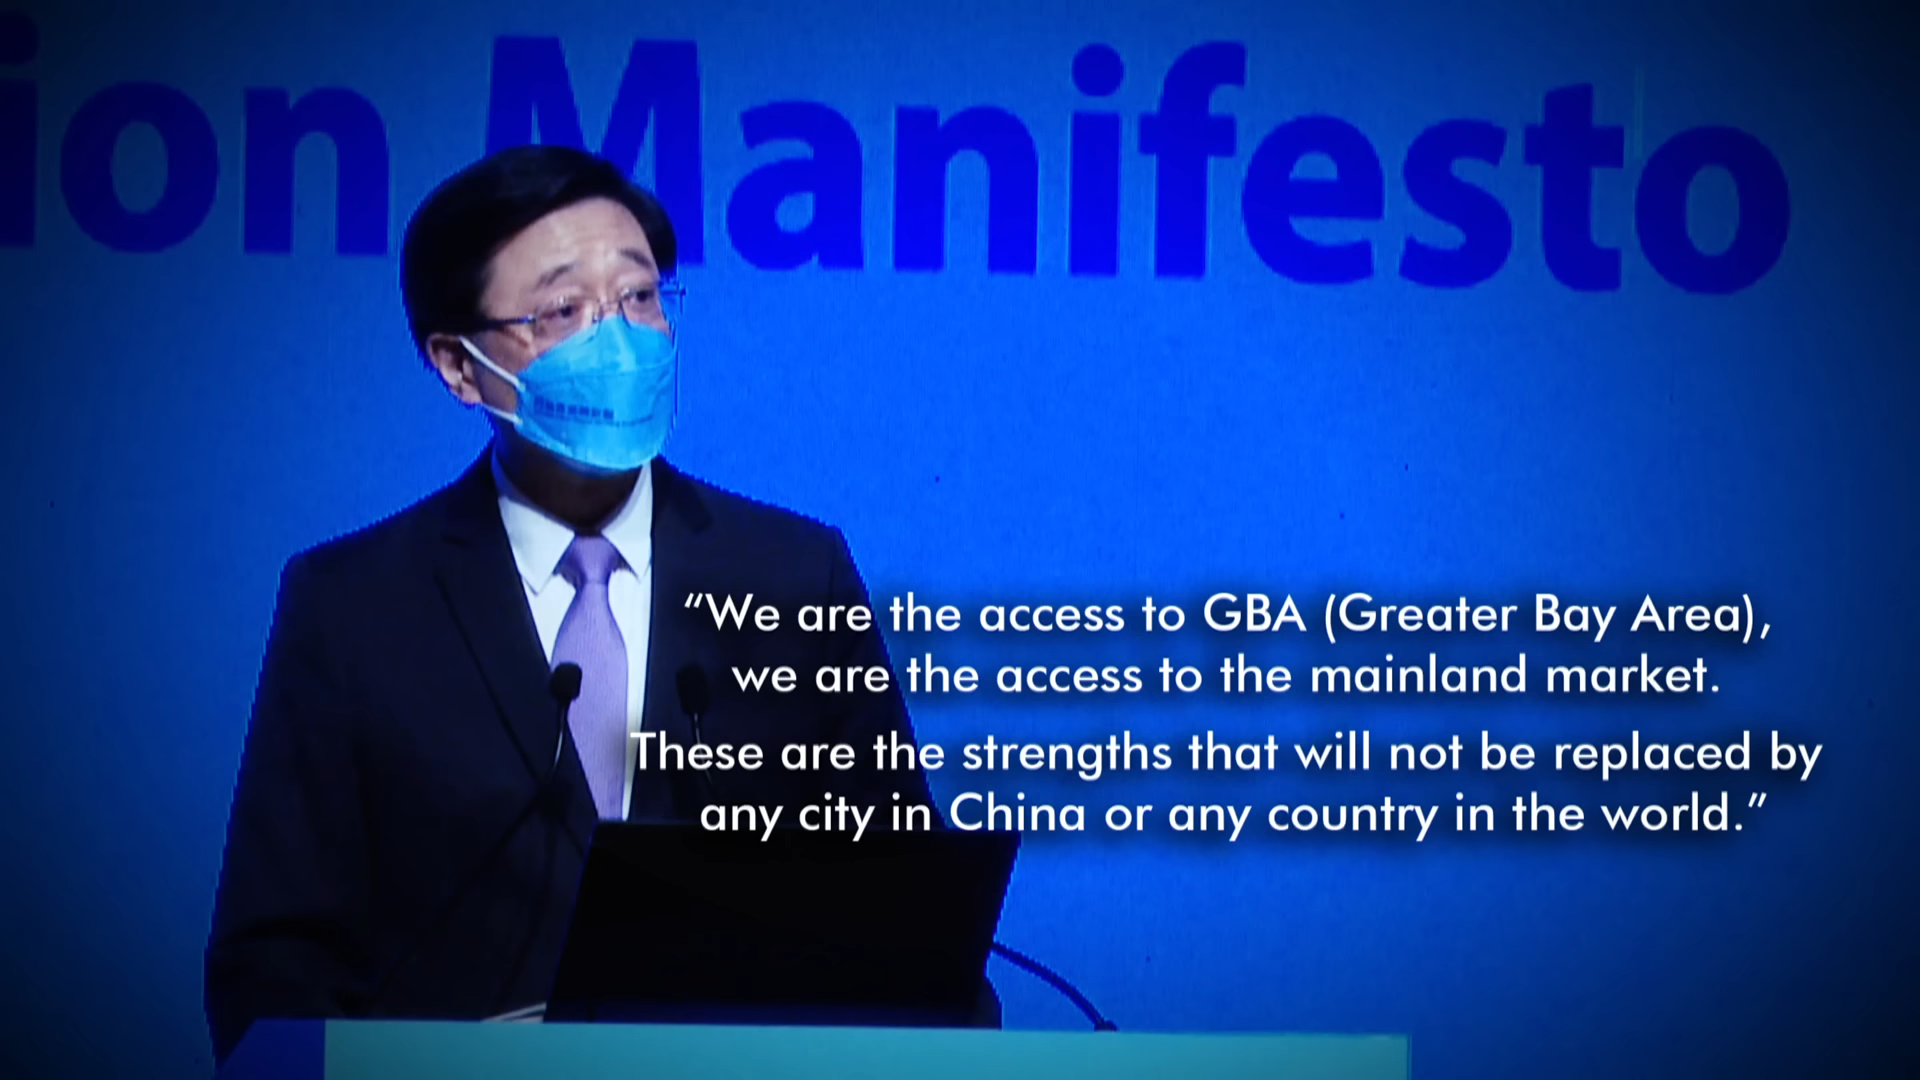 ion Manifesto
“We are the access to GBA (Greater Bay Area),
we are the access to the mainland market.
These are the strengths that will not be replaced by
any city in China or any country in the world.”